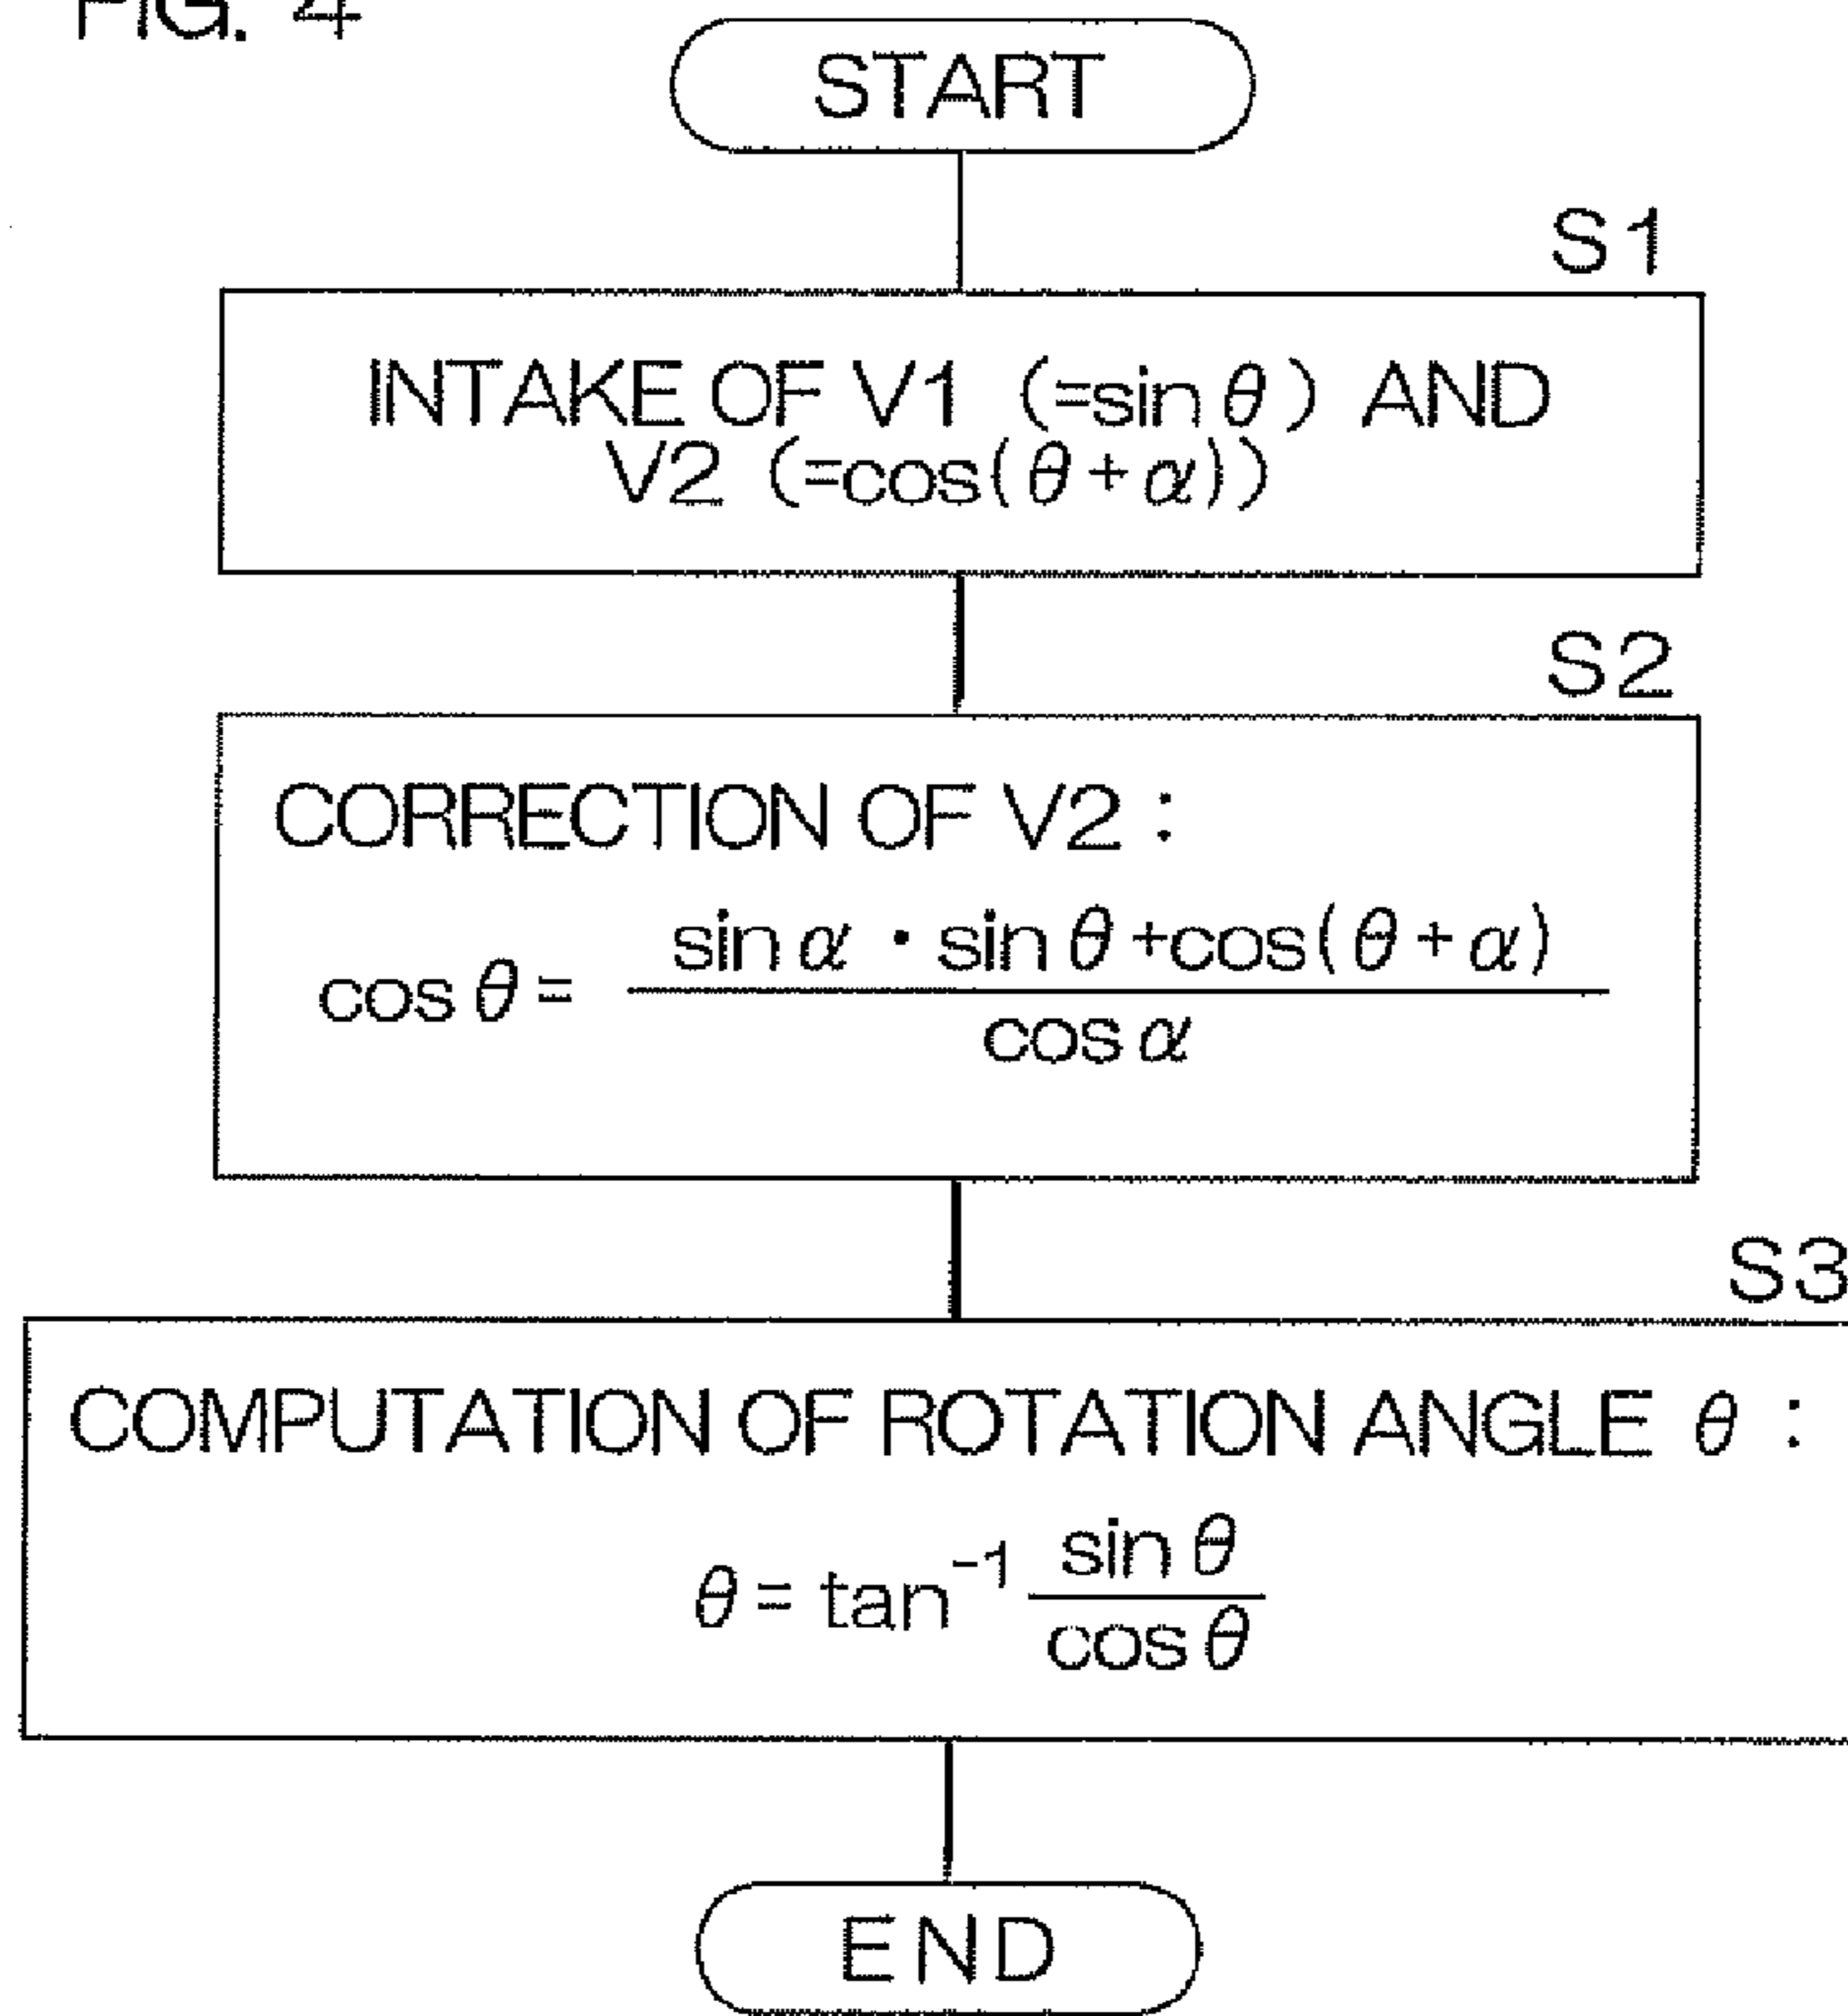 FIG. 4
START
S1
INTAKE OF V1 (=sin θ) AND
V2 (=cos(θ+α))
S2
CORRECTION OF V2 :
cos θ = sin α · sin θ +cos(θ+α) / cos α
S3
COMPUTATION OF ROTATION ANGLE θ :
θ = tan⁻¹ sin θ / cos θ
END